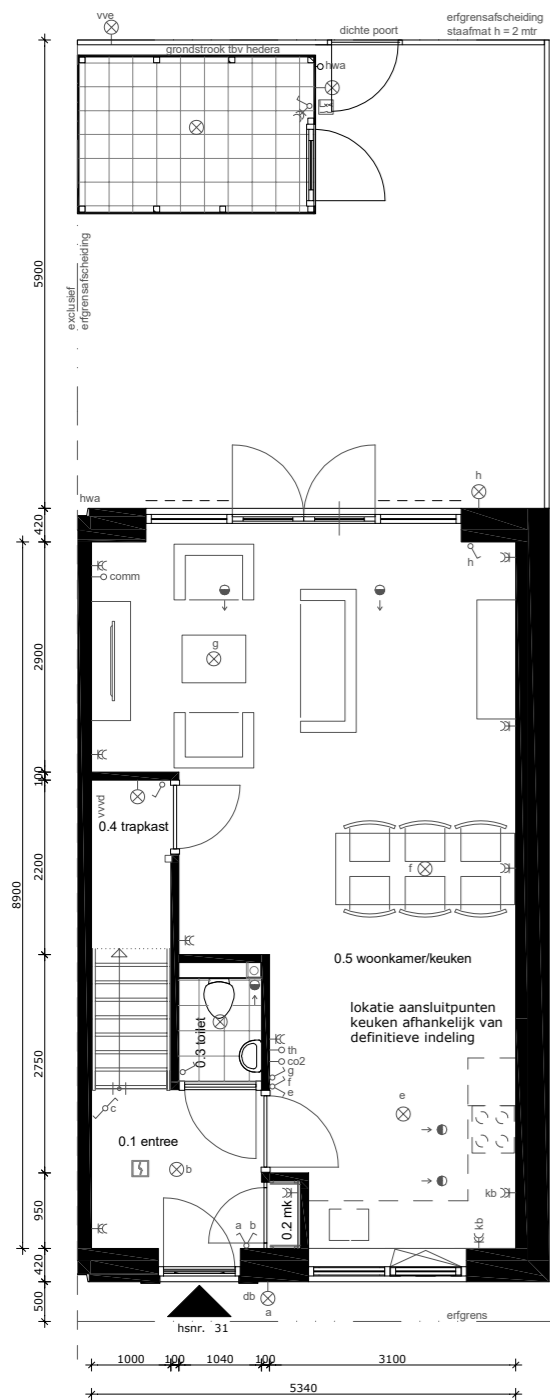 vve
erfgrensafscheiding
staafmat h = 2 mtr
dichte poort
grondstrook tbv hedera
hwa
exclusief
erfgrensafscheiding
5900
h
hwa
420
h
comm
g
2900
100
vvvd
0.4 trapkast
f
2200
8900
0.5 woonkamer/keuken
lokatie aansluitpunten
keuken afhankelijk van
definitieve indeling
0.3 toilet
th
co2
g
f
e
2750
a
c
e
0.1 entree
b
kb
0.2 mk
950
a b
kb
420
db
a
500
erfgrens
hsnr. 31
1000
100
1040
100
3100
5340